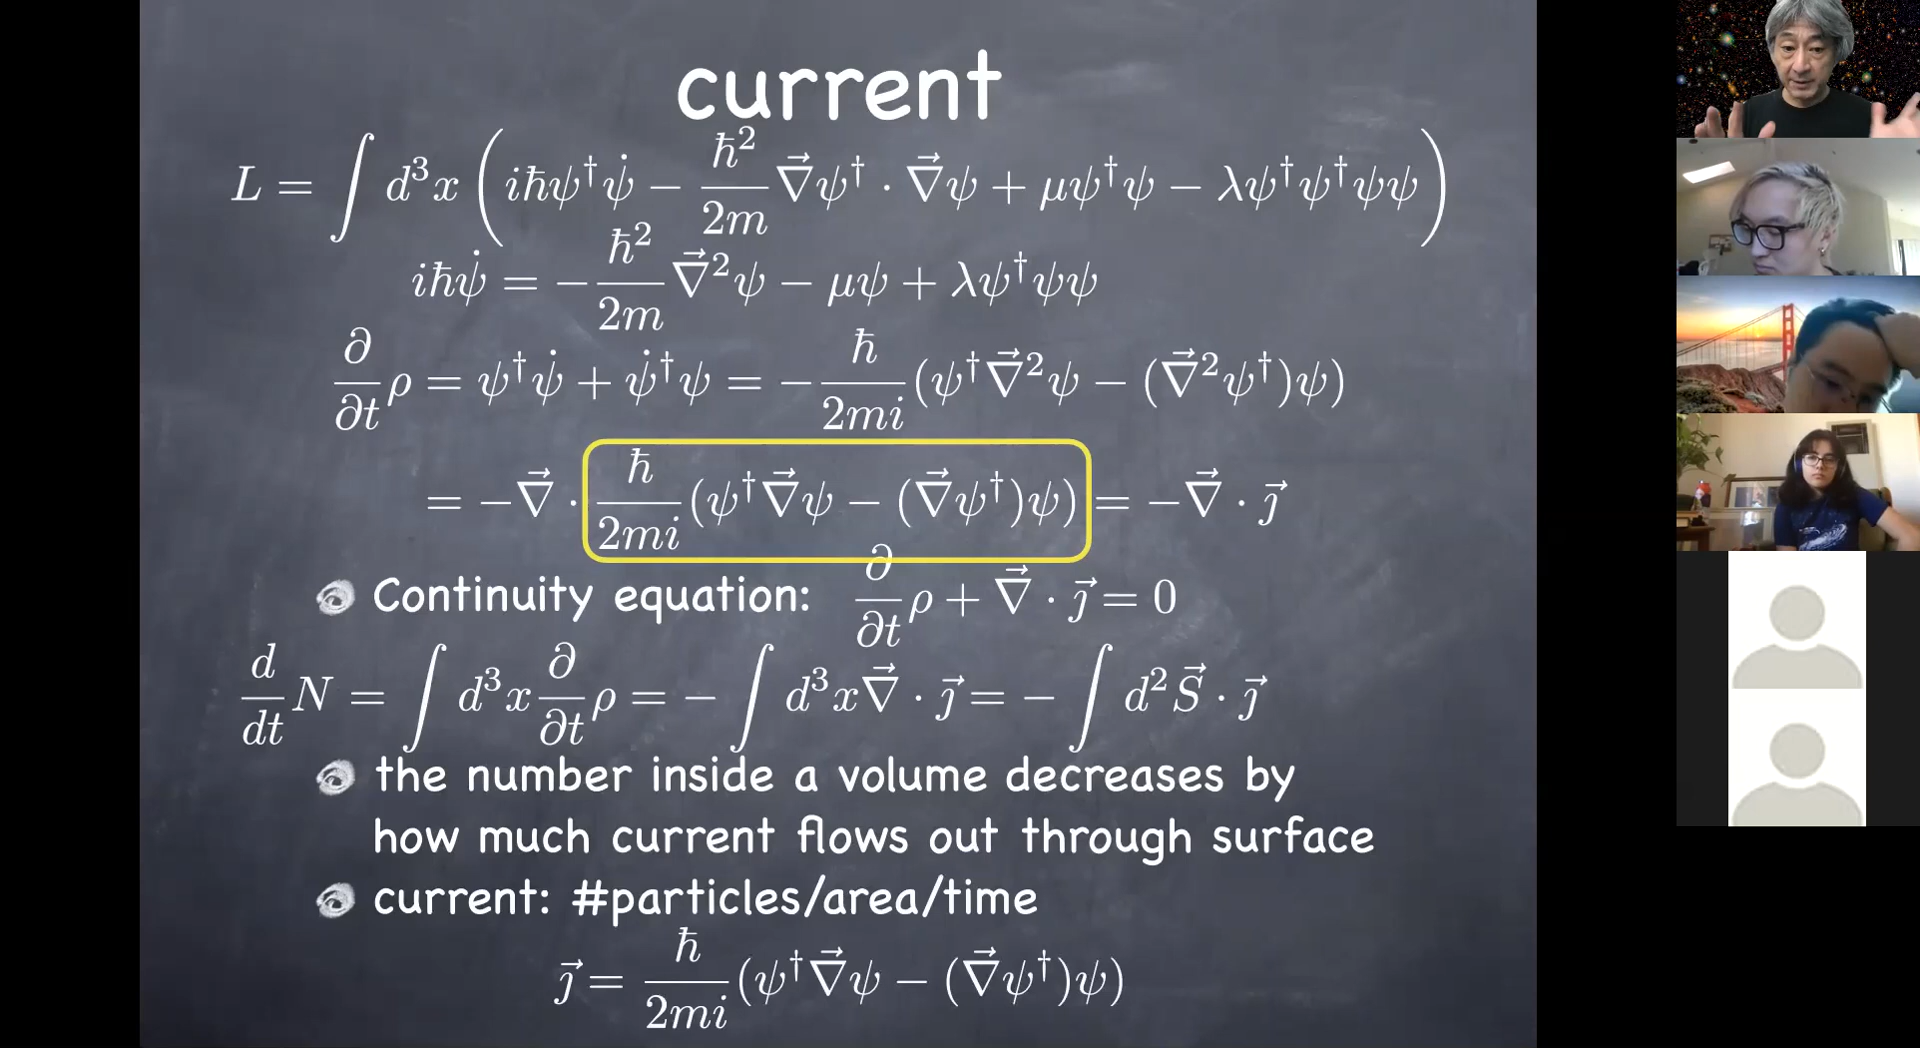 current
L = ∫ d³x ( iħψ†ψ̇ − ħ²/2m ∇⃗ψ† · ∇⃗ψ + μψ†ψ − λψ†ψ†ψψ )
iħψ̇ = − ħ²/2m ∇⃗²ψ − μψ + λψ†ψψ
∂/∂t ρ = ψ†ψ̇ + ψ̇†ψ = − ħ/2mi (ψ†∇⃗²ψ − (∇⃗²ψ†)ψ)
= −∇⃗ · ħ/2mi (ψ†∇⃗ψ − (∇⃗ψ†)ψ) = −∇⃗ · ȷ⃗
Continuity equation: ∂/∂t ρ + ∇⃗ · ȷ⃗ = 0
d/dt N = ∫ d³x ∂/∂t ρ = − ∫ d³x ∇⃗ · ȷ⃗ = − ∫ d²S⃗ · ȷ⃗
the number inside a volume decreases by
how much current flows out through surface
current: #particles/area/time
ȷ⃗ = ħ/2mi (ψ†∇⃗ψ − (∇⃗ψ†)ψ)